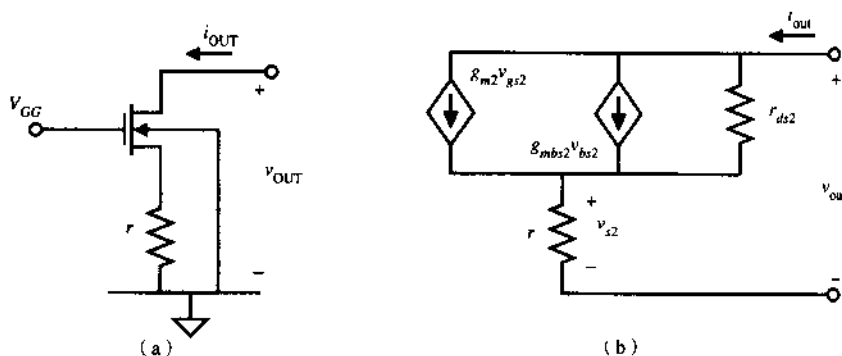 i_OUT
+
V_GG
v_OUT
r
−
(a)
i_out
+
g_m2 v_gs2
g_mbs2 v_bs2
r_ds2
+
r
v_s2
−
v_ou
−
(b)